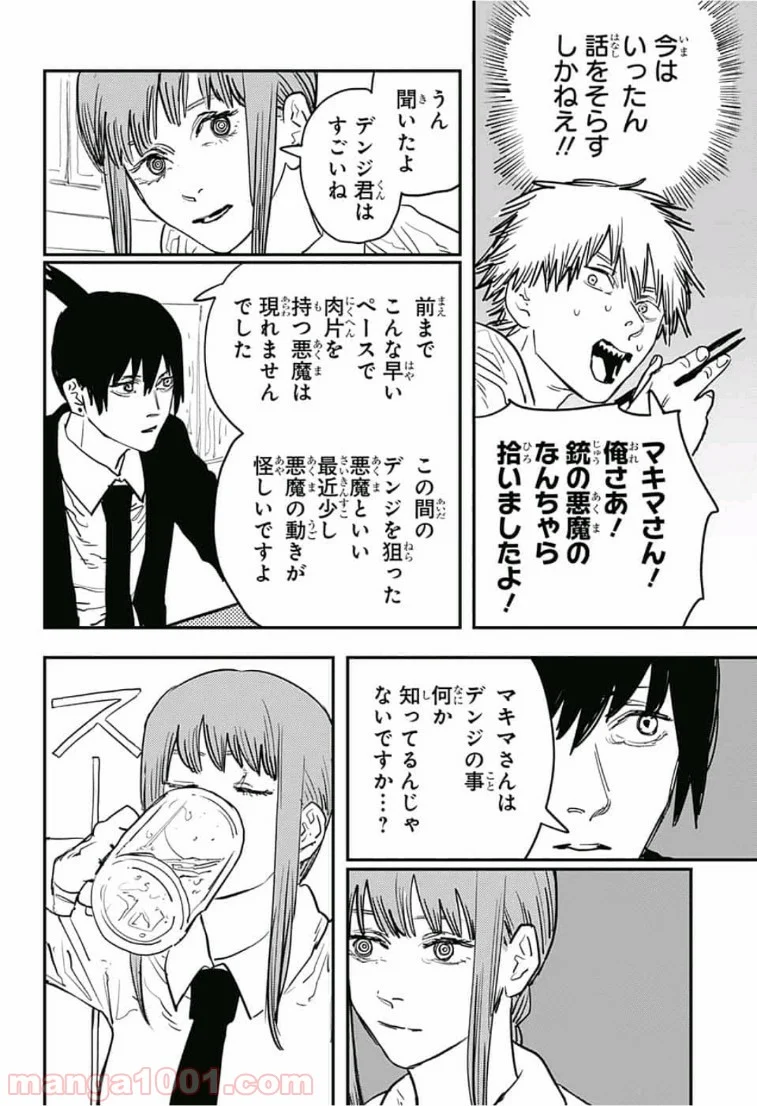 今は
いったん
話をそらす
しかねえ!!
マキマさん!
俺さあ!
銃の悪魔の
なんちゃら
拾いましたよ!
うん
聞いたよ
デンジ君は
すごいね
前まで
こんな早い
ペースで
肉片を
持つ悪魔は
現れません
でした
この間の
デンジを狙った
悪魔といい
最近少し
悪魔の動きが
怪しいですよ
マキマさんは
デンジの事
何か
知ってるんじゃ
ないですか…?
スー
manga1001.com